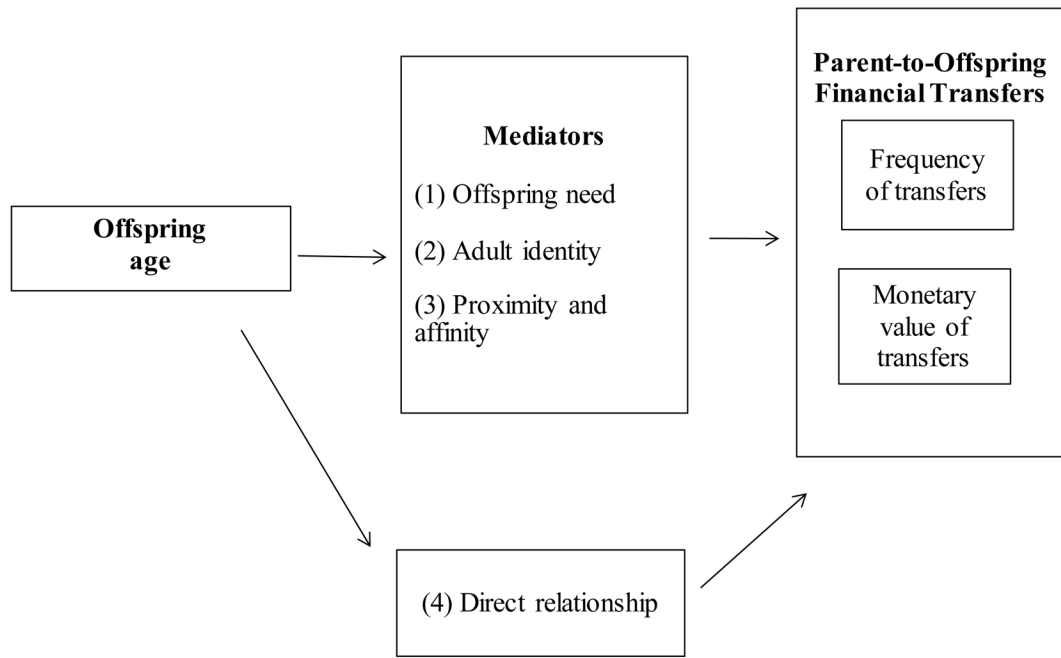 Offspring
age
Mediators
(1) Offspring need
(2) Adult identity
(3) Proximity and
affinity
(4) Direct relationship
Parent-to-Offspring
Financial Transfers
Frequency
of transfers
Monetary
value of
transfers